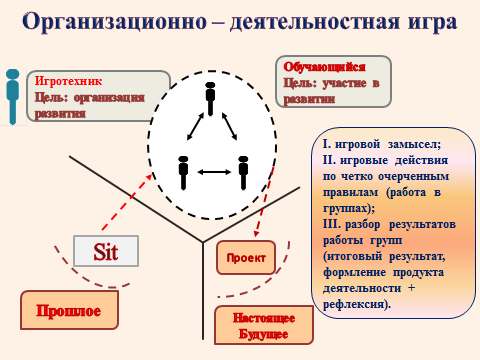 Организационно – деятельностная игра
Игротехник
Цель: организация
развития
Обучающийся
Цель: участие в
развитии
I. игровой замысел;
II. игровые действия
по четко очерченным
правилам (работа в
группах);
III. разбор результатов
работы групп
(итоговый результат,
формление продукта
деятельности +
рефлексия).
Sit
Проект
Прошлое
Настоящее
Будущее